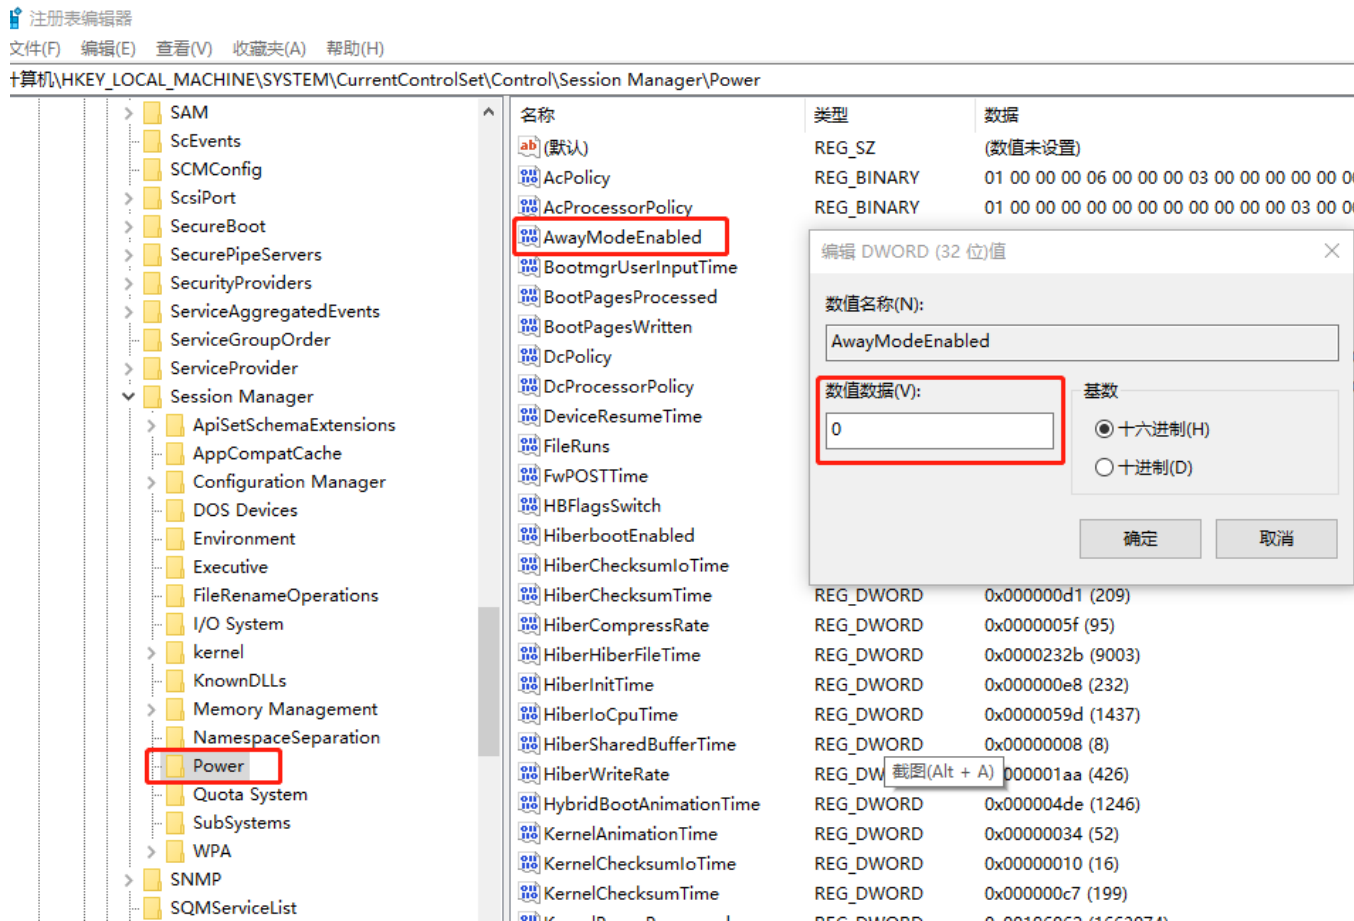 注册表编辑器
文件(F) 编辑(E) 查看(V) 收藏夹(A) 帮助(H)
计算机\HKEY_LOCAL_MACHINE\SYSTEM\CurrentControlSet\Control\Session Manager\Power
SAM
ScEvents
SCMConfig
ScsiPort
SecureBoot
SecurePipeServers
SecurityProviders
ServiceAggregatedEvents
ServiceGroupOrder
ServiceProvider
Session Manager
ApiSetSchemaExtensions
AppCompatCache
Configuration Manager
DOS Devices
Environment
Executive
FileRenameOperations
I/O System
kernel
KnownDLLs
Memory Management
NamespaceSeparation
Power
Quota System
SubSystems
WPA
SNMP
SQMServiceList
名称 类型 数据
(默认) REG_SZ (数值未设置)
AcPolicy REG_BINARY 01 00 00 00 06 00 00 00 03 00 00 00 00 00 0
AcProcessorPolicy REG_BINARY 01 00 00 00 00 00 00 00 00 00 00 00 03 00 0
AwayModeEnabled
BootmgrUserInputTime
BootPagesProcessed
BootPagesWritten
DcPolicy
DcProcessorPolicy
DeviceResumeTime
FileRuns
FwPOSTTime
HBFlagsSwitch
HiberbootEnabled
HiberChecksumIoTime
HiberChecksumTime REG_DWORD 0x000000d1 (209)
HiberCompressRate REG_DWORD 0x0000005f (95)
HiberHiberFileTime REG_DWORD 0x0000232b (9003)
HiberInitTime REG_DWORD 0x000000e8 (232)
HiberIoCpuTime REG_DWORD 0x0000059d (1437)
HiberSharedBufferTime REG_DWORD 0x00000008 (8)
HiberWriteRate REG_DW 000001aa (426)
HybridBootAnimationTime REG_DWORD 0x000004de (1246)
KernelAnimationTime REG_DWORD 0x00000034 (52)
KernelChecksumIoTime REG_DWORD 0x00000010 (16)
KernelChecksumTime REG_DWORD 0x000000c7 (199)
编辑 DWORD (32 位)值
数值名称(N):
AwayModeEnabled
数值数据(V):
0
基数
十六进制(H)
十进制(D)
确定 取消
截图(Alt + A)